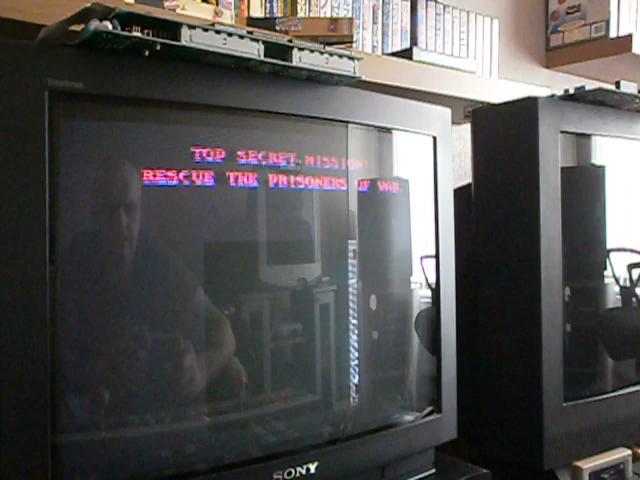 TOP SECRET MISSION!
RESCUE THE PRISONERS OF WAR.
SONY